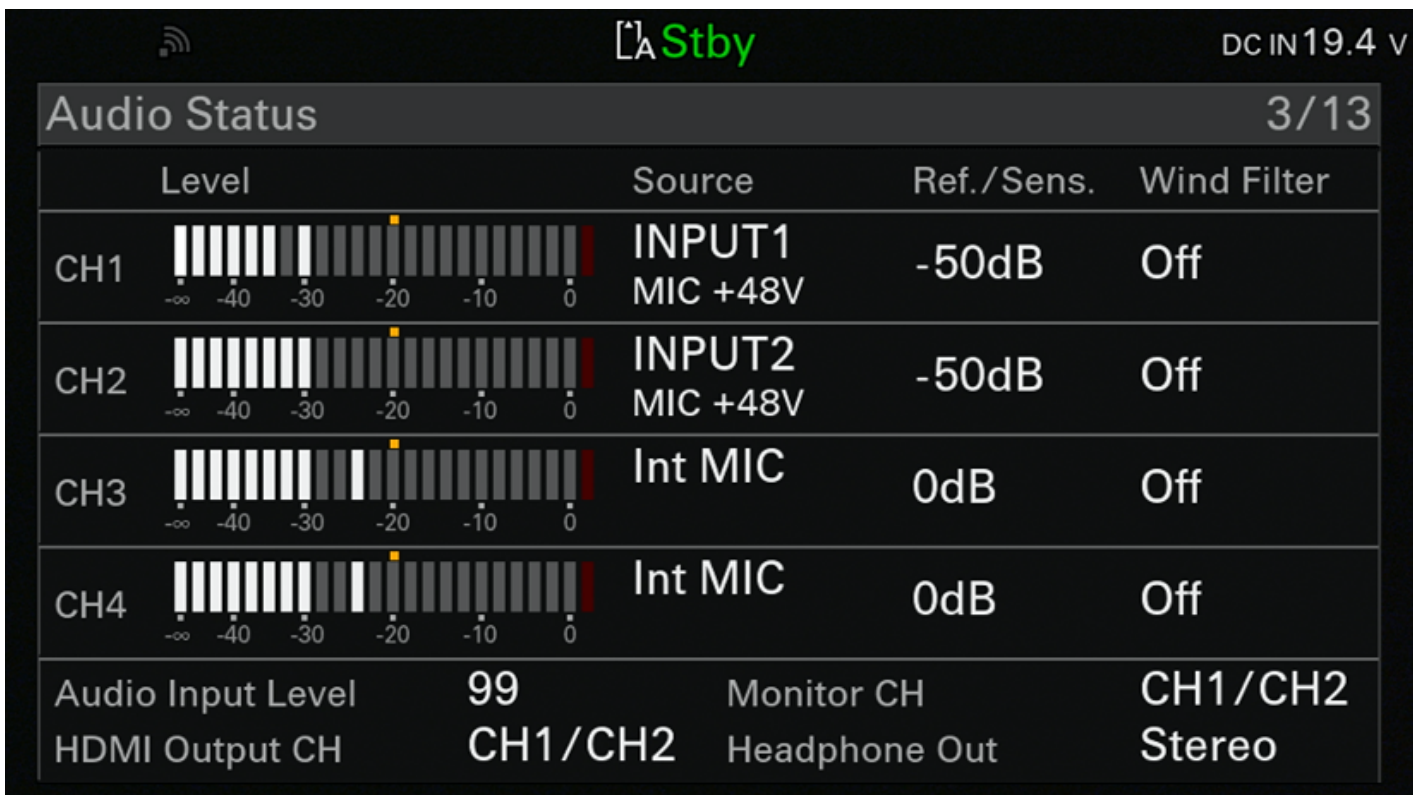 A Stby DC IN 19.4 V
Audio Status 3/13
Level Source Ref./Sens. Wind Filter
CH1 INPUT1 -50dB Off
MIC +48V
-∞ -40 -30 -20 -10 0
CH2 INPUT2 -50dB Off
MIC +48V
-∞ -40 -30 -20 -10 0
CH3 Int MIC 0dB Off
-∞ -40 -30 -20 -10 0
CH4 Int MIC 0dB Off
-∞ -40 -30 -20 -10 0
Audio Input Level 99 Monitor CH CH1/CH2
HDMI Output CH CH1/CH2 Headphone Out Stereo